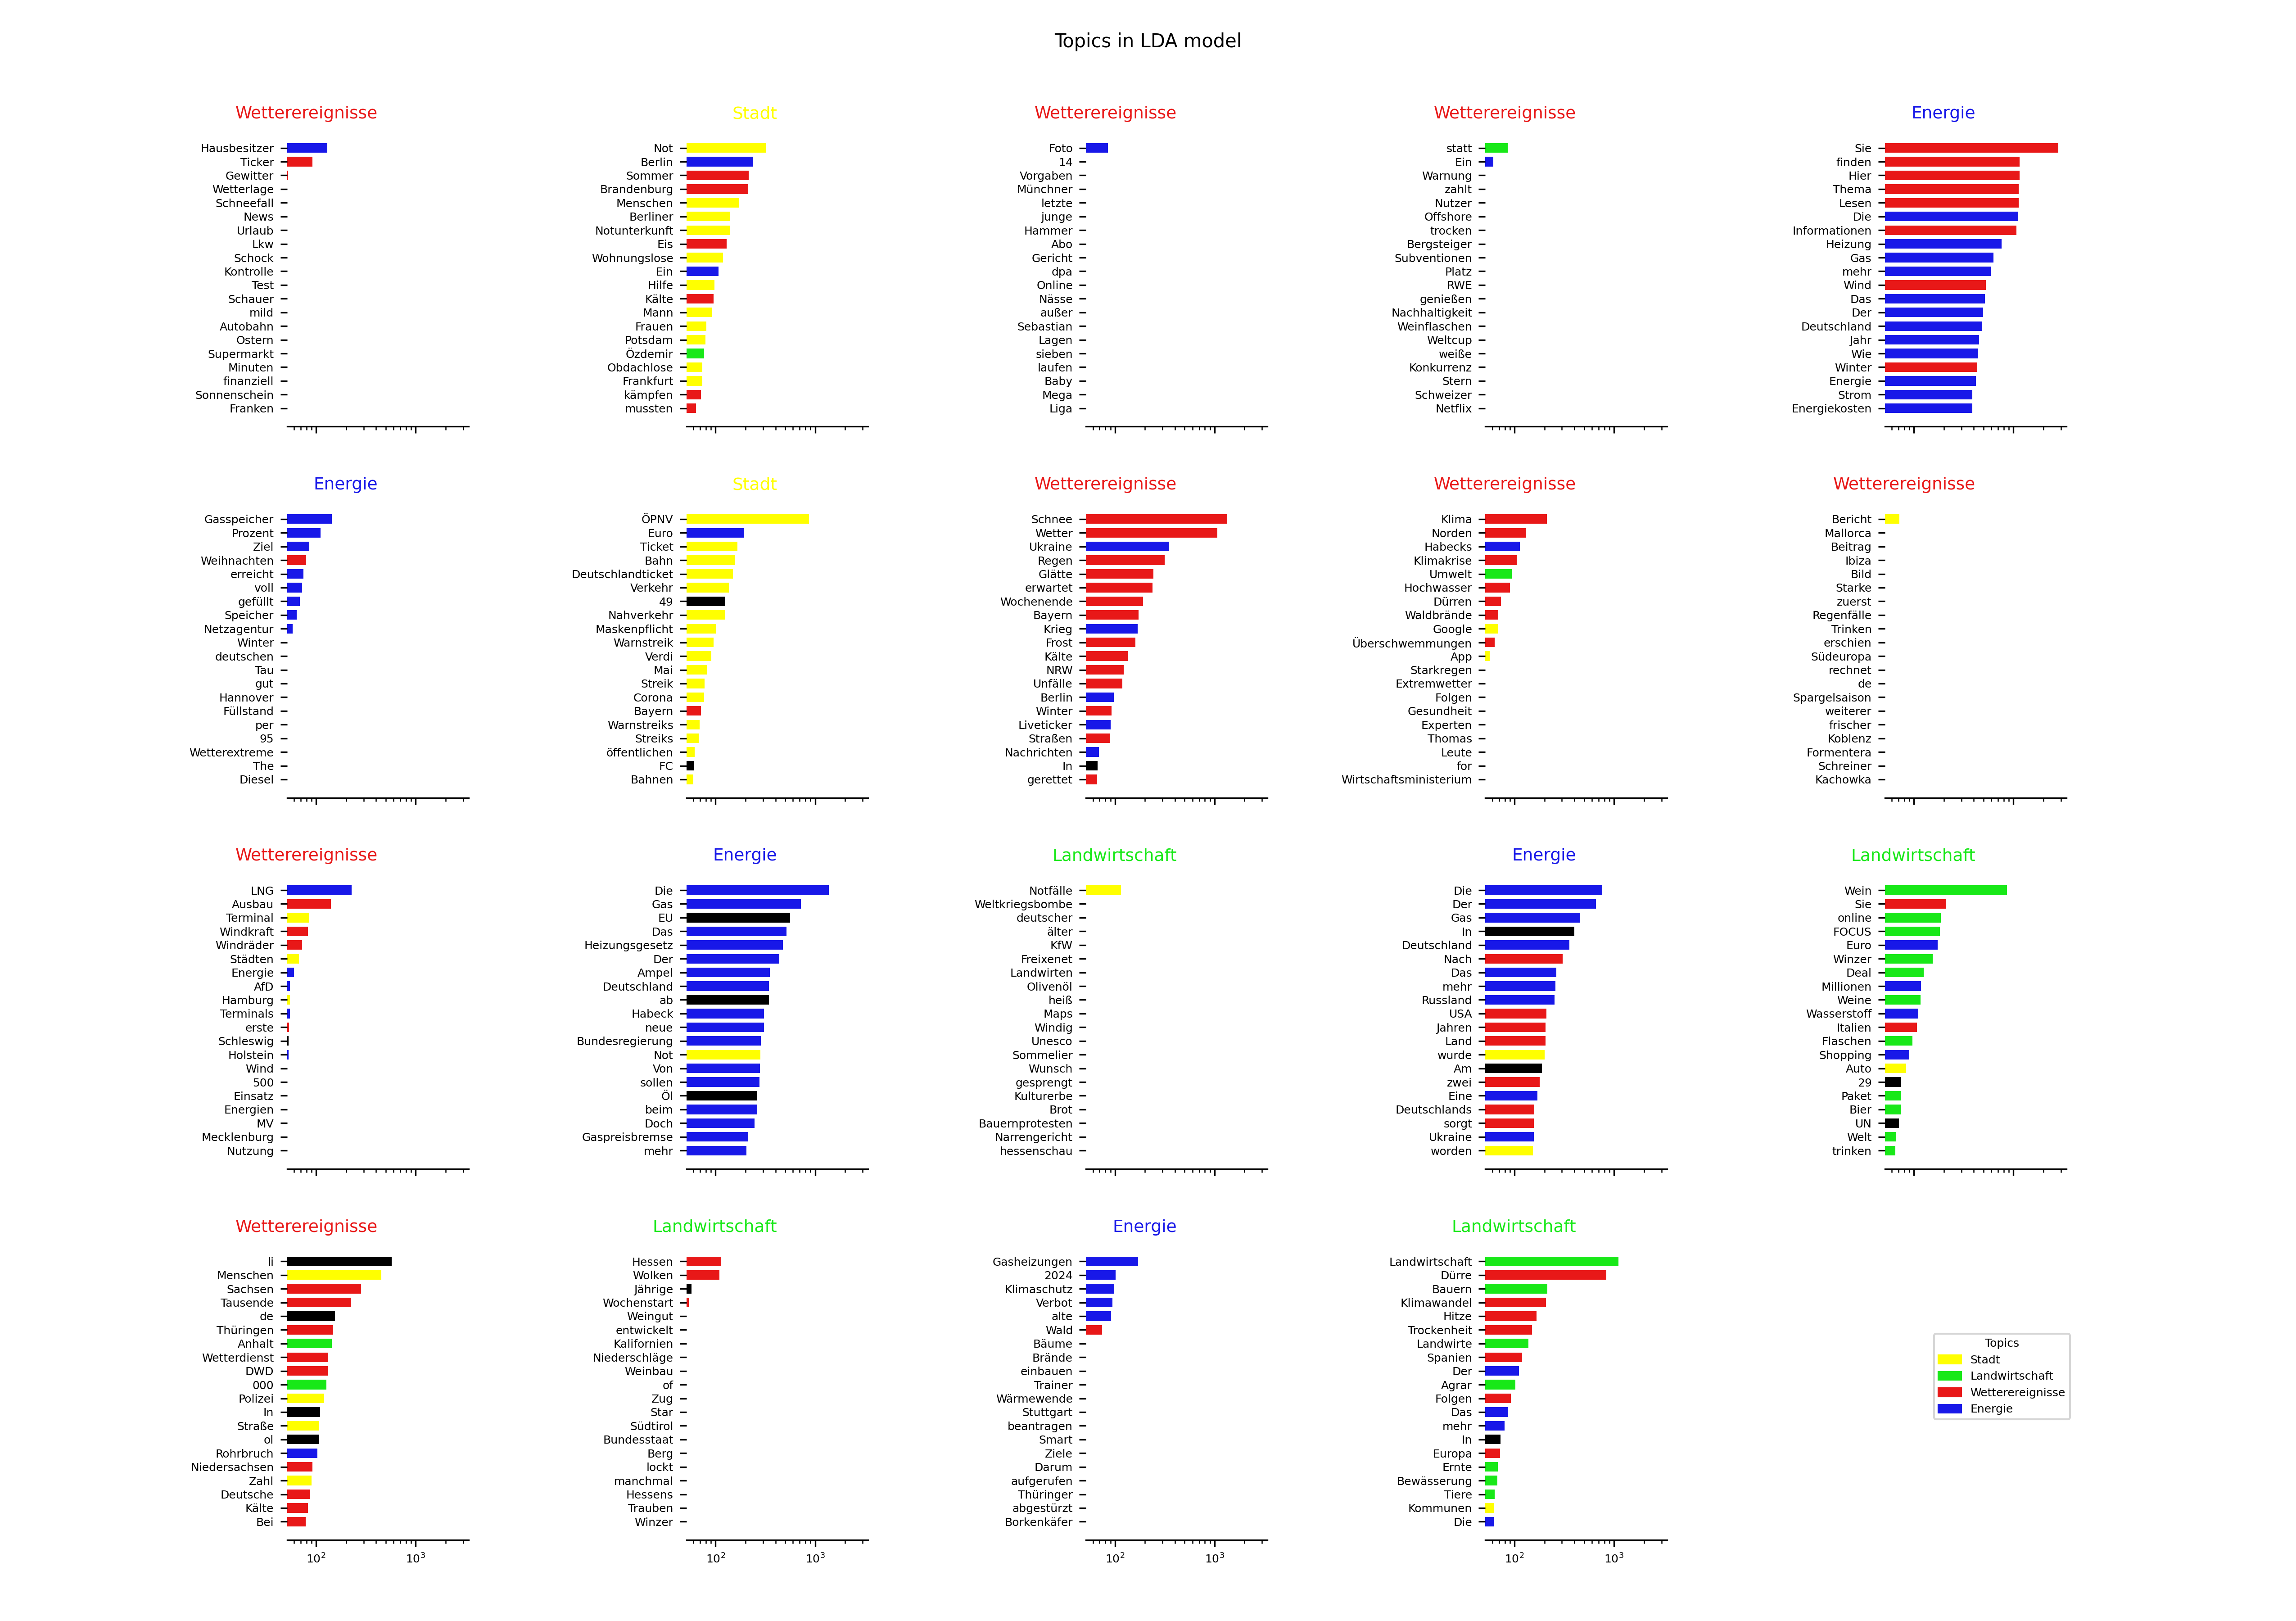 Topics in LDA model
Wetterereignisse
Hausbesitzer
Ticker
Gewitter
Wetterlage
Schneefall
News
Urlaub
Lkw
Schock
Kontrolle
Test
Schauer
mild
Autobahn
Ostern
Supermarkt
Minuten
finanziell
Sonnenschein
Franken
Stadt
Not
Berlin
Sommer
Brandenburg
Menschen
Berliner
Notunterkunft
Eis
Wohnungslose
Ein
Hilfe
Kälte
Mann
Frauen
Potsdam
Özdemir
Obdachlose
Frankfurt
kämpfen
mussten
Wetterereignisse
Foto
14
Vorgaben
Münchner
letzte
junge
Hammer
Abo
Gericht
dpa
Online
Nässe
außer
Sebastian
Lagen
sieben
laufen
Baby
Mega
Liga
Wetterereignisse
statt
Ein
Warnung
zahlt
Nutzer
Offshore
trocken
Bergsteiger
Subventionen
Platz
RWE
genießen
Nachhaltigkeit
Weinflaschen
Weltcup
weiße
Konkurrenz
Stern
Schweizer
Netflix
Energie
Sie
finden
Hier
Thema
Lesen
Die
Informationen
Heizung
Gas
mehr
Wind
Das
Der
Deutschland
Jahr
Wie
Winter
Energie
Strom
Energiekosten
Energie
Gasspeicher
Prozent
Ziel
Weihnachten
erreicht
voll
gefüllt
Speicher
Netzagentur
Winter
deutschen
Tau
gut
Hannover
Füllstand
per
95
Wetterextreme
The
Diesel
Stadt
ÖPNV
Euro
Ticket
Bahn
Deutschlandticket
Verkehr
49
Nahverkehr
Maskenpflicht
Warnstreik
Verdi
Mai
Streik
Corona
Bayern
Warnstreiks
Streiks
öffentlichen
FC
Bahnen
Wetterereignisse
Schnee
Wetter
Ukraine
Regen
Glätte
erwartet
Wochenende
Bayern
Krieg
Frost
Kälte
NRW
Unfälle
Berlin
Winter
Liveticker
Straßen
Nachrichten
In
gerettet
Wetterereignisse
Klima
Norden
Habecks
Klimakrise
Umwelt
Hochwasser
Dürren
Waldbrände
Google
Überschwemmungen
App
Starkregen
Extremwetter
Folgen
Gesundheit
Experten
Thomas
Leute
for
Wirtschaftsministerium
Wetterereignisse
Bericht
Mallorca
Beitrag
Ibiza
Bild
Starke
zuerst
Regenfälle
Trinken
erschien
Südeuropa
rechnet
de
Spargelsaison
weiterer
frischer
Koblenz
Formentera
Schreiner
Kachowka
Wetterereignisse
LNG
Ausbau
Terminal
Windkraft
Windräder
Städten
Energie
AfD
Hamburg
Terminals
erste
Schleswig
Holstein
Wind
500
Einsatz
Energien
MV
Mecklenburg
Nutzung
Energie
Die
Gas
EU
Das
Heizungsgesetz
Der
Ampel
Deutschland
ab
Habeck
neue
Bundesregierung
Not
Von
sollen
Öl
beim
Doch
Gaspreisbremse
mehr
Landwirtschaft
Notfälle
Weltkriegsbombe
deutscher
älter
KfW
Freixenet
Landwirten
Olivenöl
heiß
Maps
Windig
Unesco
Sommelier
Wunsch
gesprengt
Kulturerbe
Brot
Bauernprotesten
Narrengericht
hessenschau
Energie
Die
Der
Gas
In
Deutschland
Nach
Das
mehr
Russland
USA
Jahren
Land
wurde
Am
zwei
Eine
Deutschlands
sorgt
Ukraine
worden
Landwirtschaft
Wein
Sie
online
FOCUS
Euro
Winzer
Deal
Millionen
Weine
Wasserstoff
Italien
Flaschen
Shopping
Auto
29
Paket
Bier
UN
Welt
trinken
Wetterereignisse
li
Menschen
Sachsen
Tausende
de
Thüringen
Anhalt
Wetterdienst
DWD
000
Polizei
In
Straße
ol
Rohrbruch
Niedersachsen
Zahl
Deutsche
Kälte
Bei
10² 10³
Landwirtschaft
Hessen
Wolken
Jährige
Wochenstart
Weingut
entwickelt
Kalifornien
Niederschläge
Weinbau
of
Zug
Star
Südtirol
Bundesstaat
Berg
lockt
manchmal
Hessens
Trauben
Winzer
10² 10³
Energie
Gasheizungen
2024
Klimaschutz
Verbot
alte
Wald
Bäume
Brände
einbauen
Trainer
Wärmewende
Stuttgart
beantragen
Smart
Ziele
Darum
aufgerufen
Thüringer
abgestürzt
Borkenkäfer
10² 10³
Landwirtschaft
Landwirtschaft
Dürre
Bauern
Klimawandel
Hitze
Trockenheit
Landwirte
Spanien
Der
Agrar
Folgen
Das
mehr
In
Europa
Ernte
Bewässerung
Tiere
Kommunen
Die
10² 10³
Topics
Stadt
Landwirtschaft
Wetterereignisse
Energie